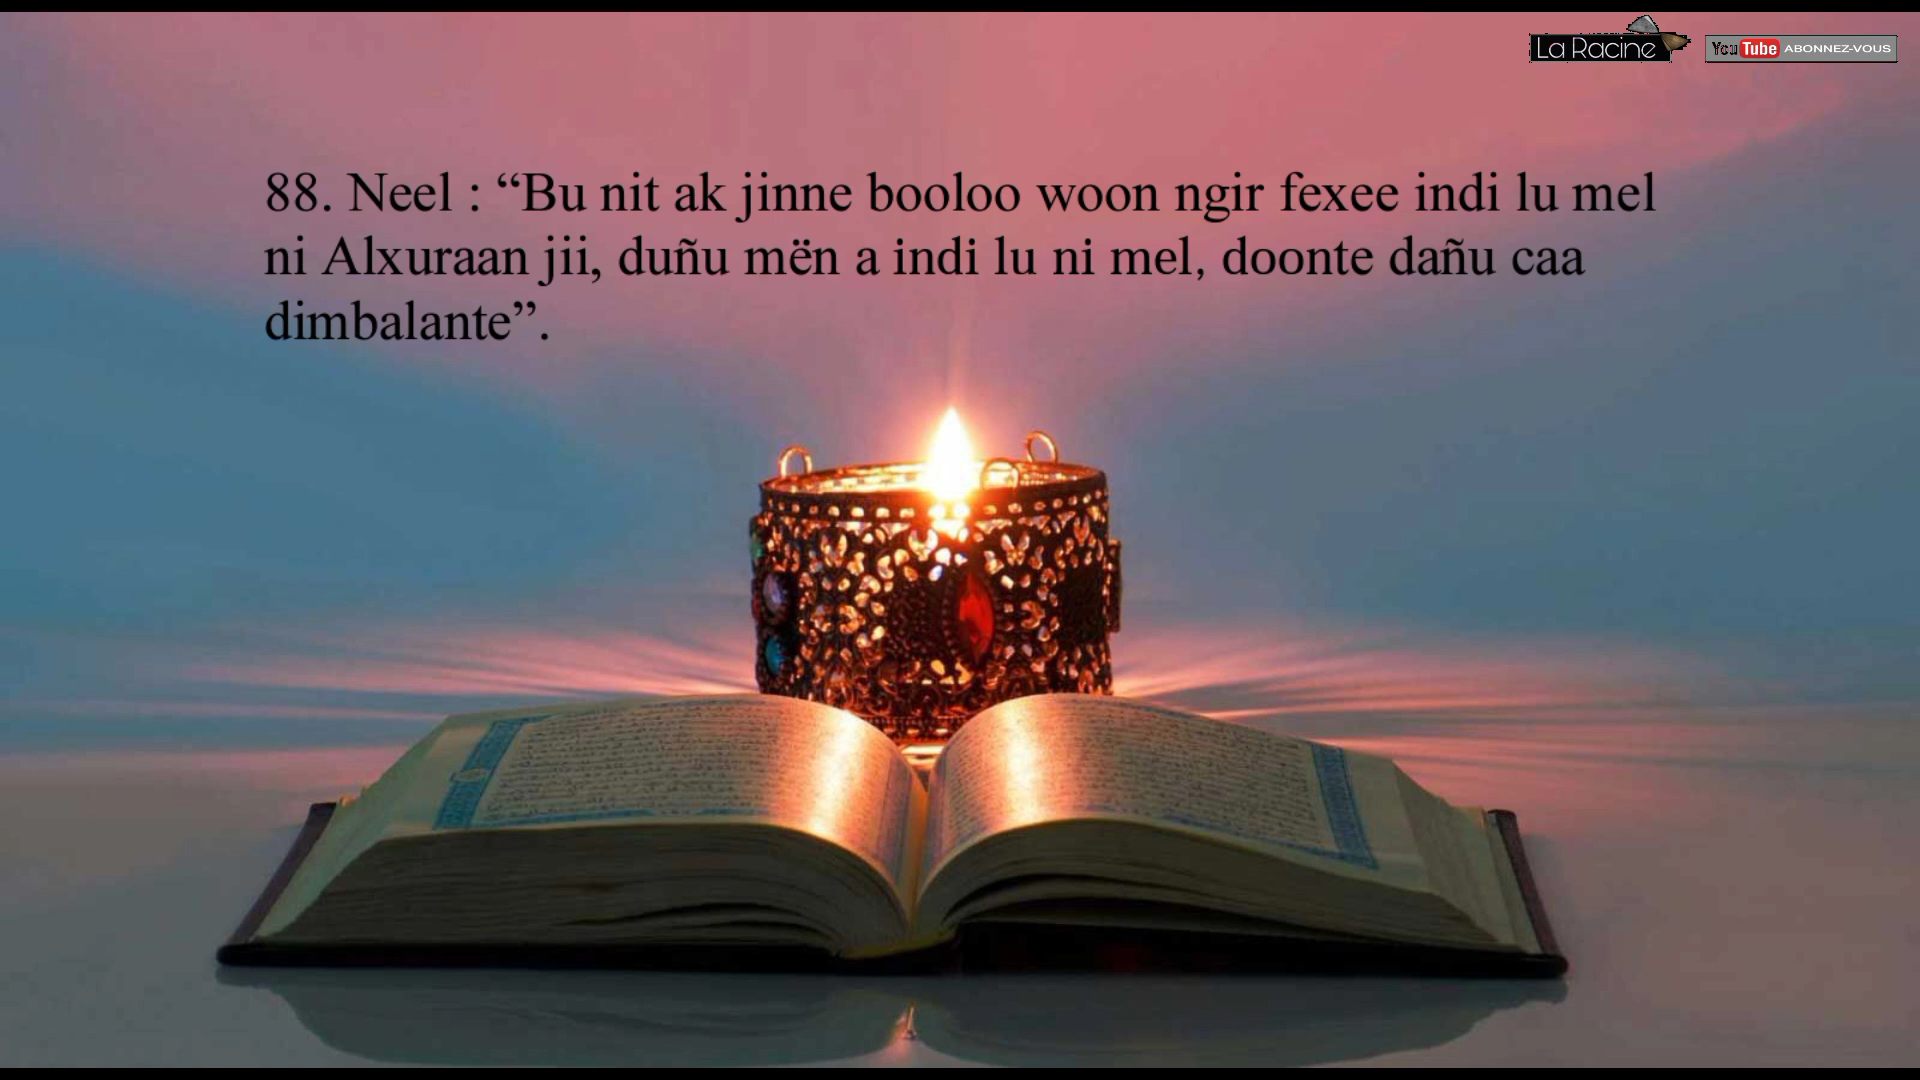 La Racine
YouTube ABONNEZ-VOUS
88. Neel : “Bu nit ak jinne booloo woon ngir fexee indi lu mel
ni Alxuraan jii, duñu mën a indi lu ni mel, doonte dañu caa
dimbalante”.